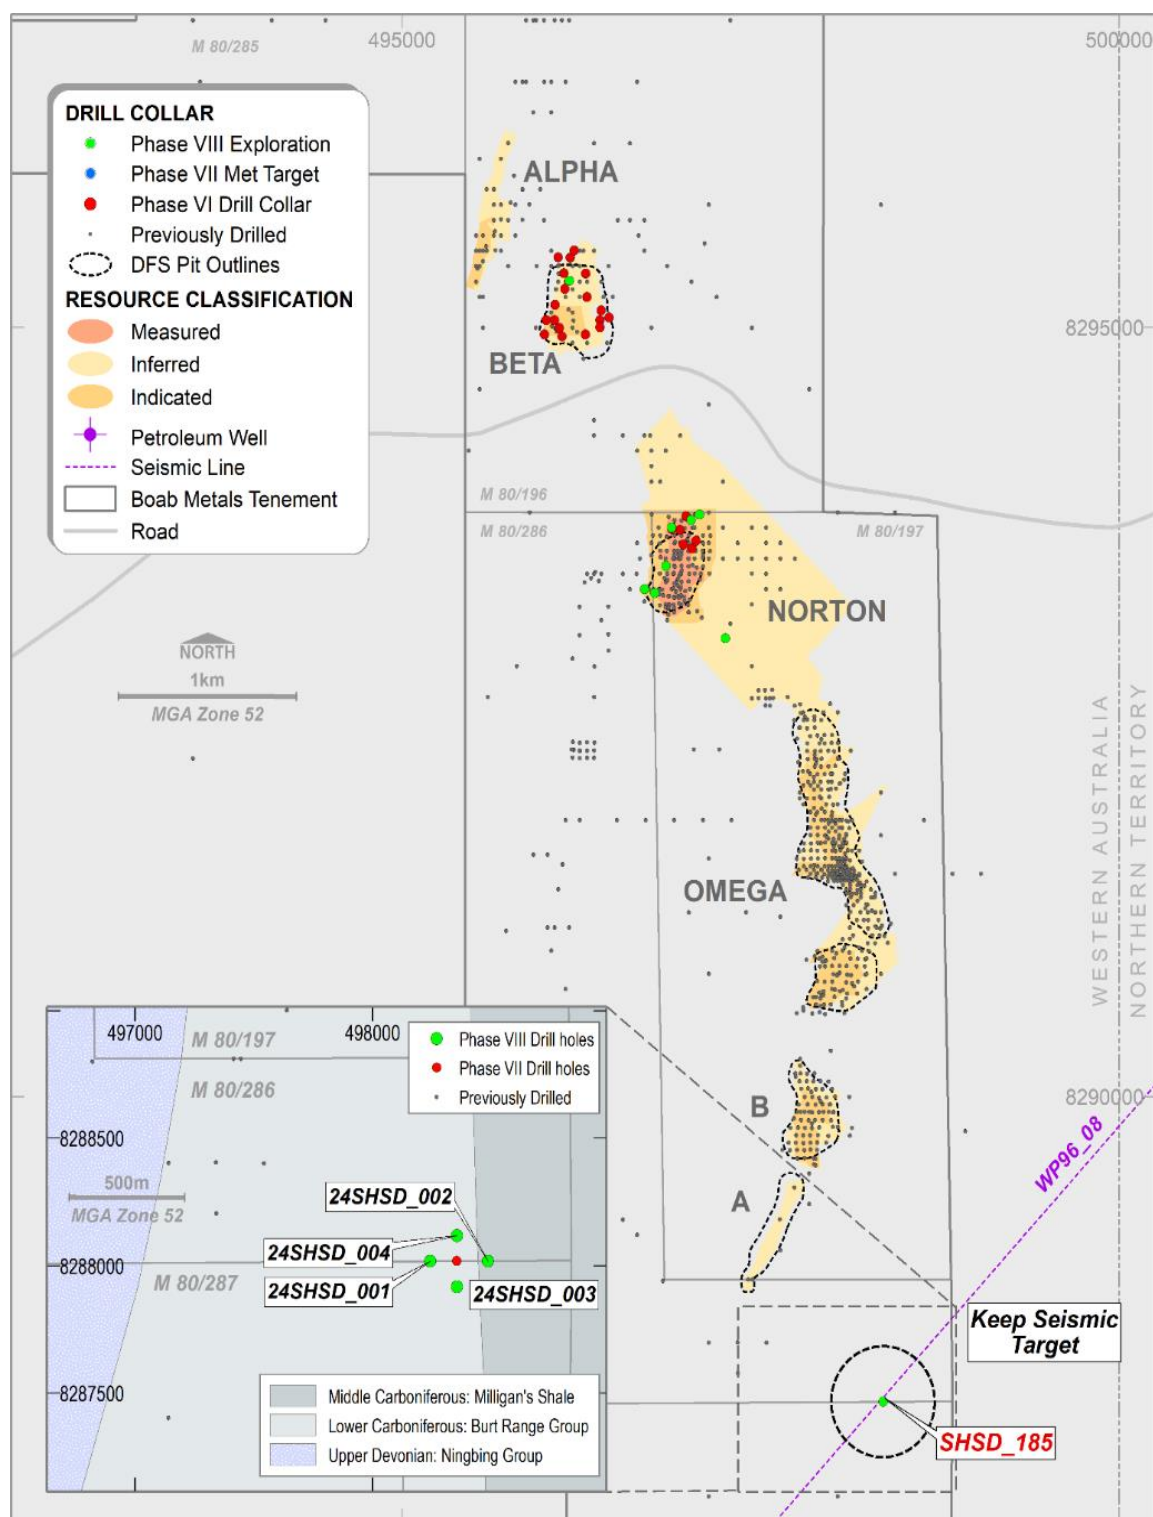 M 80/285
495000
500000
DRILL COLLAR
Phase VIII Exploration
Phase VII Met Target
Phase VI Drill Collar
Previously Drilled
DFS Pit Outlines
RESOURCE CLASSIFICATION
Measured
Inferred
Indicated
Petroleum Well
Seismic Line
Boab Metals Tenement
Road
ALPHA
8295000
BETA
M 80/196
M 80/286
M 80/197
NORTON
NORTH
1km
MGA Zone 52
WESTERN AUSTRALIA
NORTHERN TERRITORY
OMEGA
B
8290000
WP96_08
A
Keep Seismic
Target
SHSD_185
497000
498000
M 80/197
M 80/286
Phase VIII Drill holes
Phase VII Drill holes
Previously Drilled
8288500
500m
MGA Zone 52
24SHSD_002
24SHSD_004
8288000
M 80/287
24SHSD_001
24SHSD_003
8287500
Middle Carboniferous: Milligan's Shale
Lower Carboniferous: Burt Range Group
Upper Devonian: Ningbing Group